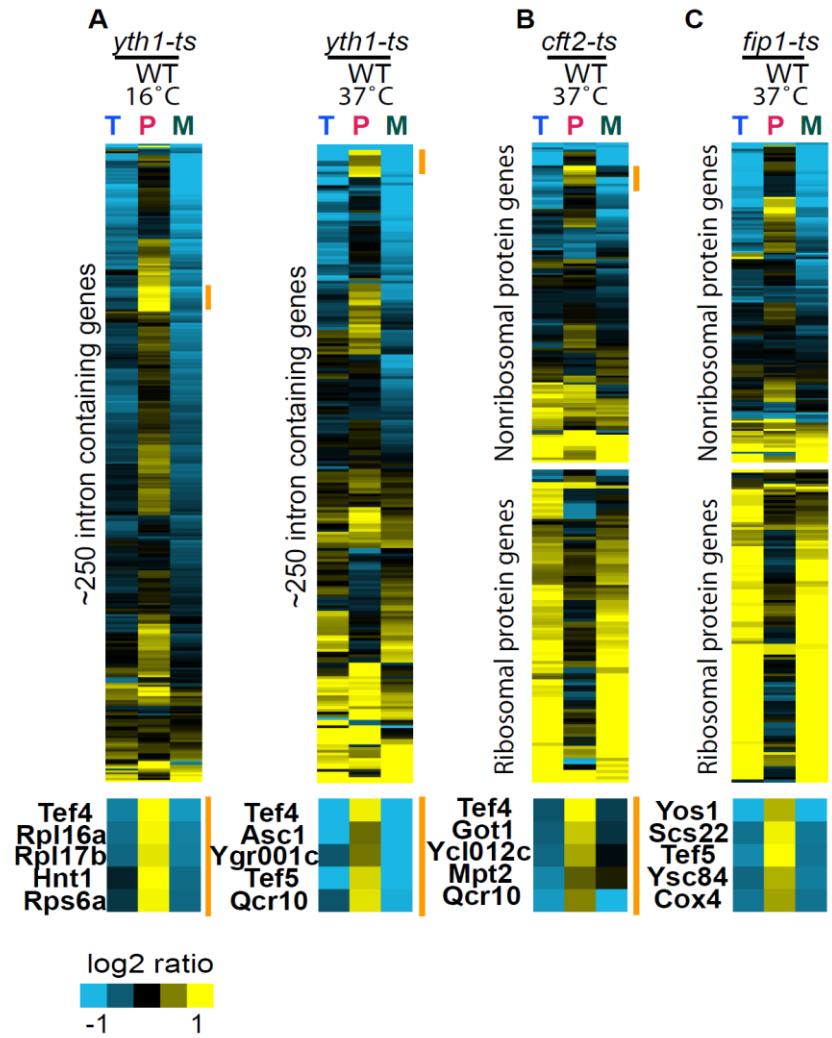 A
yth1-ts
WT
16°C
T P M
~250 intron containing genes
Tef4
Rpl16a
Rpl17b
Hnt1
Rps6a
yth1-ts
WT
37°C
T P M
~250 intron containing genes
Tef4
Asc1
Ygr001c
Tef5
Qcr10
B
cft2-ts
WT
37°C
T P M
Nonribosomal protein genes
Ribosomal protein genes
Tef4
Got1
Ycl012c
Mpt2
Qcr10
C
fip1-ts
WT
37°C
T P M
Nonribosomal protein genes
Ribosomal protein genes
Yos1
Scs22
Tef5
Ysc84
Cox4
log2 ratio
-1 1